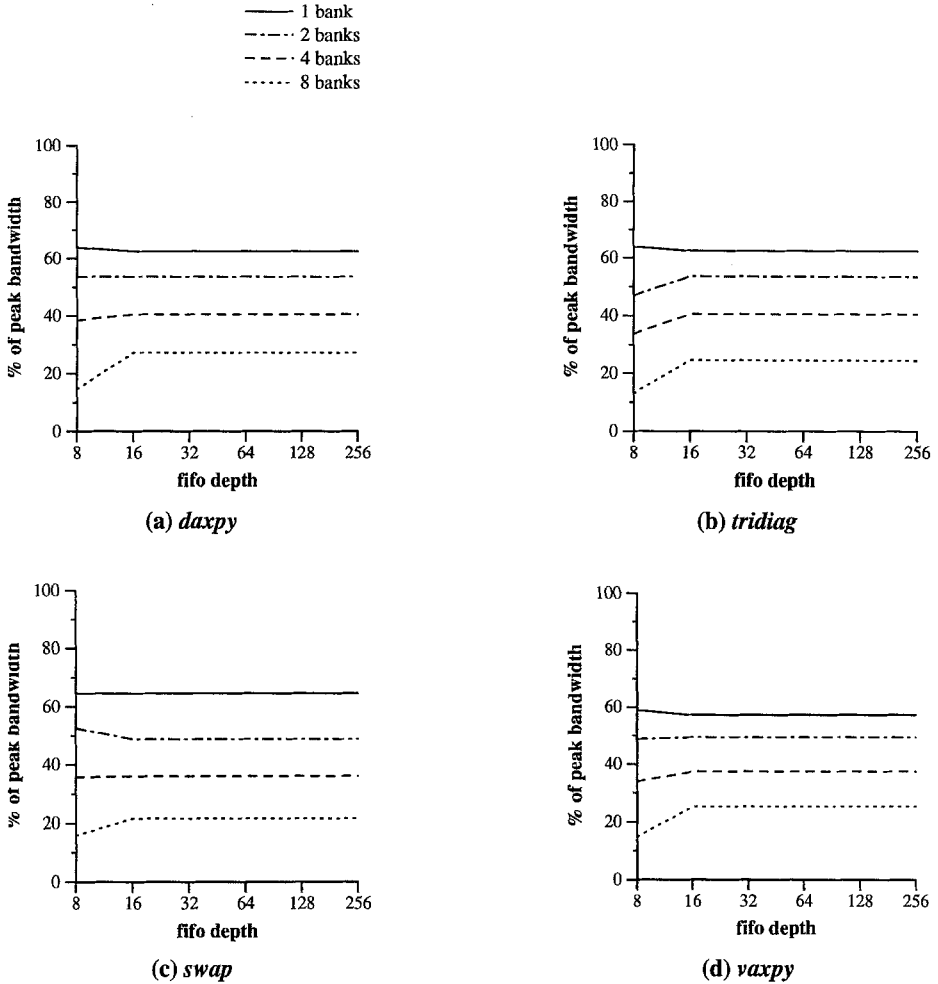 1 bank
2 banks
4 banks
8 banks
100
80
60
40
20
0
% of peak bandwidth
8 16 32 64 128 256
fifo depth
(a) daxpy
100
80
60
40
20
0
% of peak bandwidth
8 16 32 64 128 256
fifo depth
(b) tridiag
100
80
60
40
20
0
% of peak bandwidth
8 16 32 64 128 256
fifo depth
(c) swap
100
80
60
40
20
0
% of peak bandwidth
8 16 32 64 128 256
fifo depth
(d) vaxpy